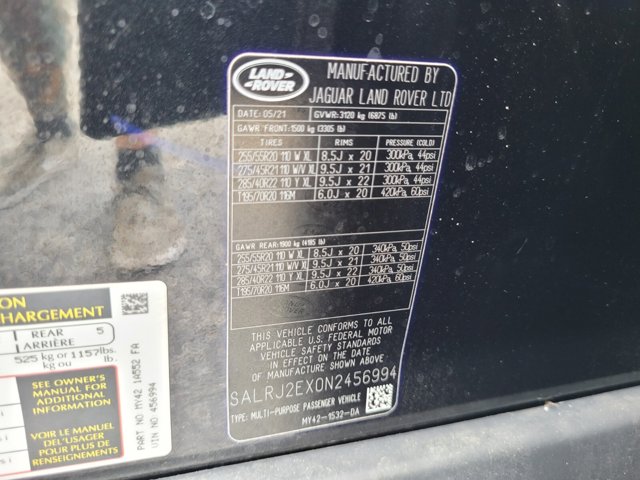 LAND ROVER
MANUFACTURED BY
JAGUAR LAND ROVER LTD
DATE: 05/21 GVWR: 3120 kg (6875 lb)
GAWR FRONT: 1500 kg (3305 lb)
TIRES RIMS PRESSURE (COLD)
255/55R20 110 W XL 8.5J x 20 300kPa, 44psi
275/45R21 110 W/V XL 9.5J x 21 300kPa, 44psi
285/40R22 110 Y XL 9.5J x 22 300kPa, 44psi
T195/70R20 116M 6.0J x 20 420kPa, 60psi
GAWR REAR: 1900 kg (4185 lb)
255/55R20 110 W XL 8.5J x 20 340kPa, 50psi
275/45R21 110 W/V XL 9.5J x 21 340kPa, 50psi
285/40R22 110 Y XL 9.5J x 22 340kPa, 50psi
T195/70R20 116M 6.0J x 20 420kPa, 60psi
THIS VEHICLE CONFORMS TO ALL
APPLICABLE U.S. FEDERAL MOTOR
VEHICLE SAFETY STANDARDS
IN EFFECT ON THE DATE
OF MANUFACTURE SHOWN ABOVE
SALRJ2EX0N2456994
TYPE: MULTI-PURPOSE PASSENGER VEHICLE
MY42-1532-DA
ION
CHARGEMENT
REAR 5
ARRIÈRE
525 kg or 1157lbs.
kg ou lb.
SEE OWNER'S
MANUAL FOR
ADDITIONAL
INFORMATION
VOIR LE MANUEL
DE L'USAGER
POUR PLUS DE
RENSEIGNEMENTS
PART NO. MY42 1A552 FA
VIN NO. 456994